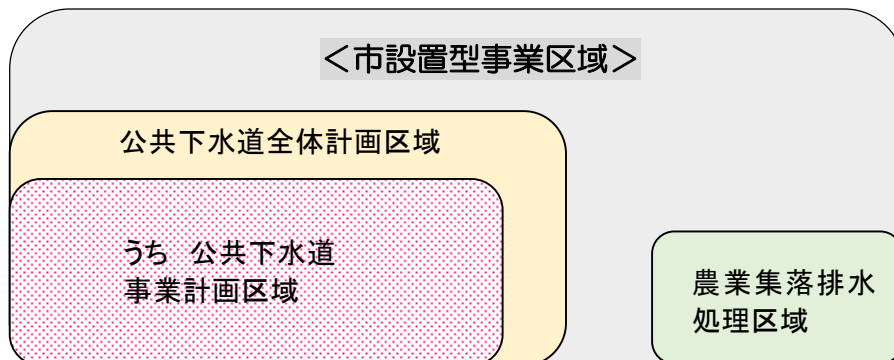 ＜市設置型事業区域＞
公共下水道全体計画区域
うち　公共下水道
事業計画区域
農業集落排水
処理区域